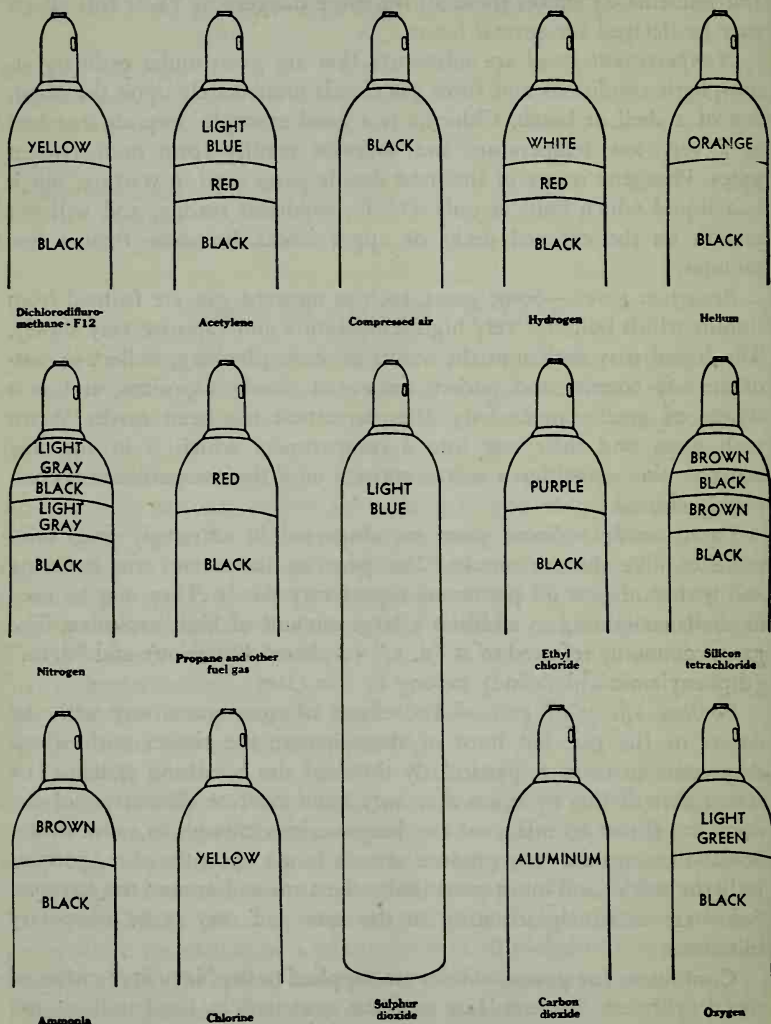 YELLOW
BLACK
Dichlorodifluro-
methane - F12
LIGHT
BLUE
RED
BLACK
Acetylene
BLACK
Compressed air
WHITE
RED
BLACK
Hydrogen
ORANGE
BLACK
Helium
LIGHT
GRAY
BLACK
LIGHT
GRAY
BLACK
Nitrogen
RED
BLACK
Propane and other
fuel gas
LIGHT
BLUE
Sulphur
dioxide
PURPLE
BLACK
Ethyl
chloride
BROWN
BLACK
BROWN
BLACK
Silicon
tetrachloride
BROWN
BLACK
Ammonia
YELLOW
Chlorine
ALUMINUM
Carbon
dioxide
LIGHT
GREEN
BLACK
Oxygen